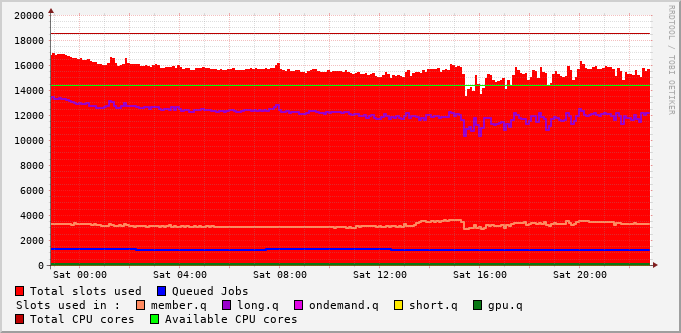 20000
18000
16000
14000
12000
10000
8000
6000
4000
2000
0
Sat 00:00 Sat 04:00 Sat 08:00 Sat 12:00 Sat 16:00 Sat 20:00
RRDTOOL / TOBI OETIKER
Total slots used Queued Jobs
Slots used in : member.q long.q ondemand.q short.q gpu.q
Total CPU cores Available CPU cores